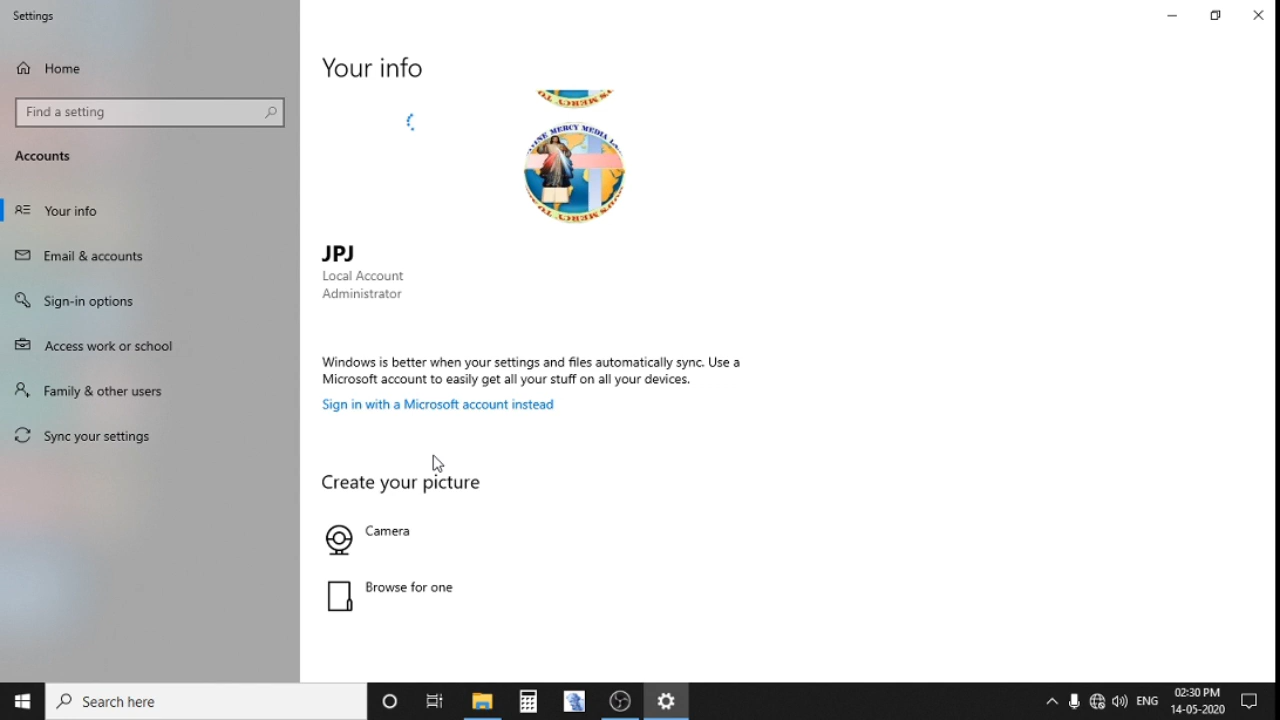 Settings
Home
Find a setting
Accounts
Your info
Email & accounts
Sign-in options
Access work or school
Family & other users
Sync your settings
Your info
MERCY MEDIA
JPJ
Local Account
Administrator
Windows is better when your settings and files automatically sync. Use a
Microsoft account to easily get all your stuff on all your devices.
Sign in with a Microsoft account instead
Create your picture
Camera
Browse for one
Search here
ENG
02:30 PM
14-05-2020